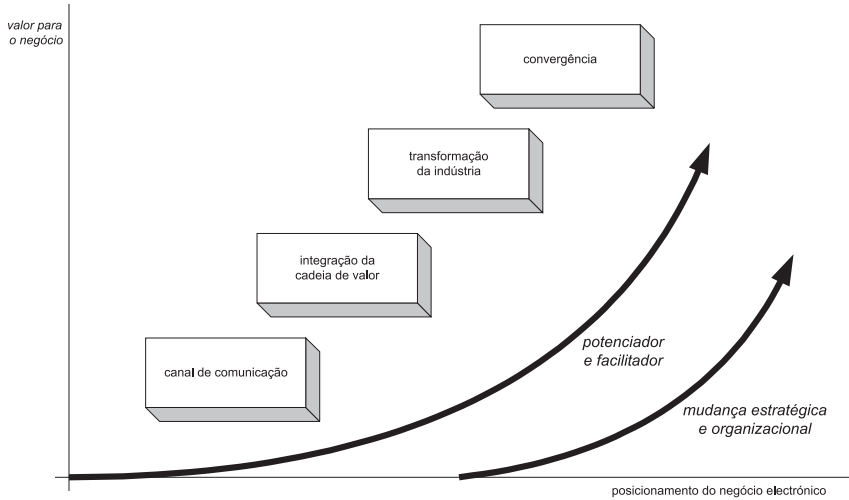 valor para
o negócio
convergência
transformação
da indústria
integração da
cadeia de valor
canal de comunicação
potenciador
e facilitador
mudança estratégica
e organizacional
posicionamento do negócio electrónico